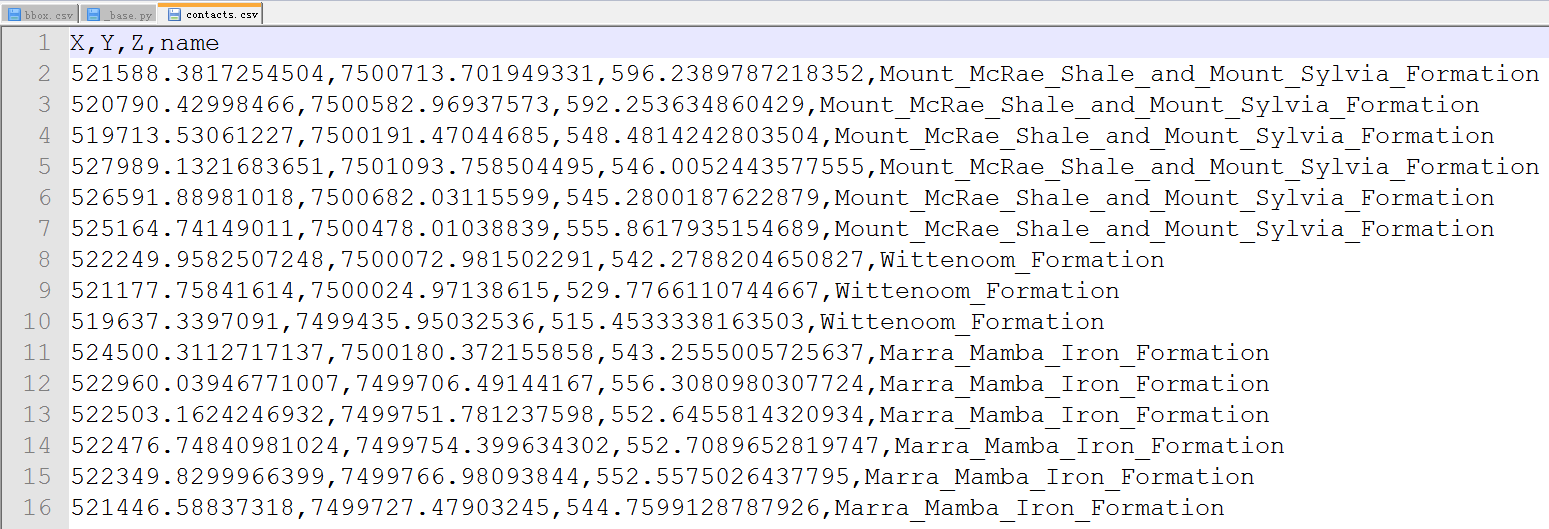 bbox.csv _base.py contacts.csv
1 X,Y,Z,name
2 521588.3817254504,7500713.701949331,596.2389787218352,Mount_McRae_Shale_and_Mount_Sylvia_Formation
3 520790.42998466,7500582.96937573,592.253634860429,Mount_McRae_Shale_and_Mount_Sylvia_Formation
4 519713.53061227,7500191.47044685,548.4814242803504,Mount_McRae_Shale_and_Mount_Sylvia_Formation
5 527989.1321683651,7501093.758504495,546.0052443577555,Mount_McRae_Shale_and_Mount_Sylvia_Formation
6 526591.88981018,7500682.03115599,545.2800187622879,Mount_McRae_Shale_and_Mount_Sylvia_Formation
7 525164.74149011,7500478.01038839,555.8617935154689,Mount_McRae_Shale_and_Mount_Sylvia_Formation
8 522249.9582507248,7500072.981502291,542.2788204650827,Wittenoom_Formation
9 521177.75841614,7500024.97138615,529.7766110744667,Wittenoom_Formation
10 519637.3397091,7499435.95032536,515.4533338163503,Wittenoom_Formation
11 524500.3112717137,7500180.372155858,543.2555005725637,Marra_Mamba_Iron_Formation
12 522960.03946771007,7499706.49144167,556.3080980307724,Marra_Mamba_Iron_Formation
13 522503.1624246932,7499751.781237598,552.6455814320934,Marra_Mamba_Iron_Formation
14 522476.74840981024,7499754.399634302,552.7089652819747,Marra_Mamba_Iron_Formation
15 522349.8299966399,7499766.98093844,552.5575026437795,Marra_Mamba_Iron_Formation
16 521446.58837318,7499727.47903245,544.7599128787926,Marra_Mamba_Iron_Formation